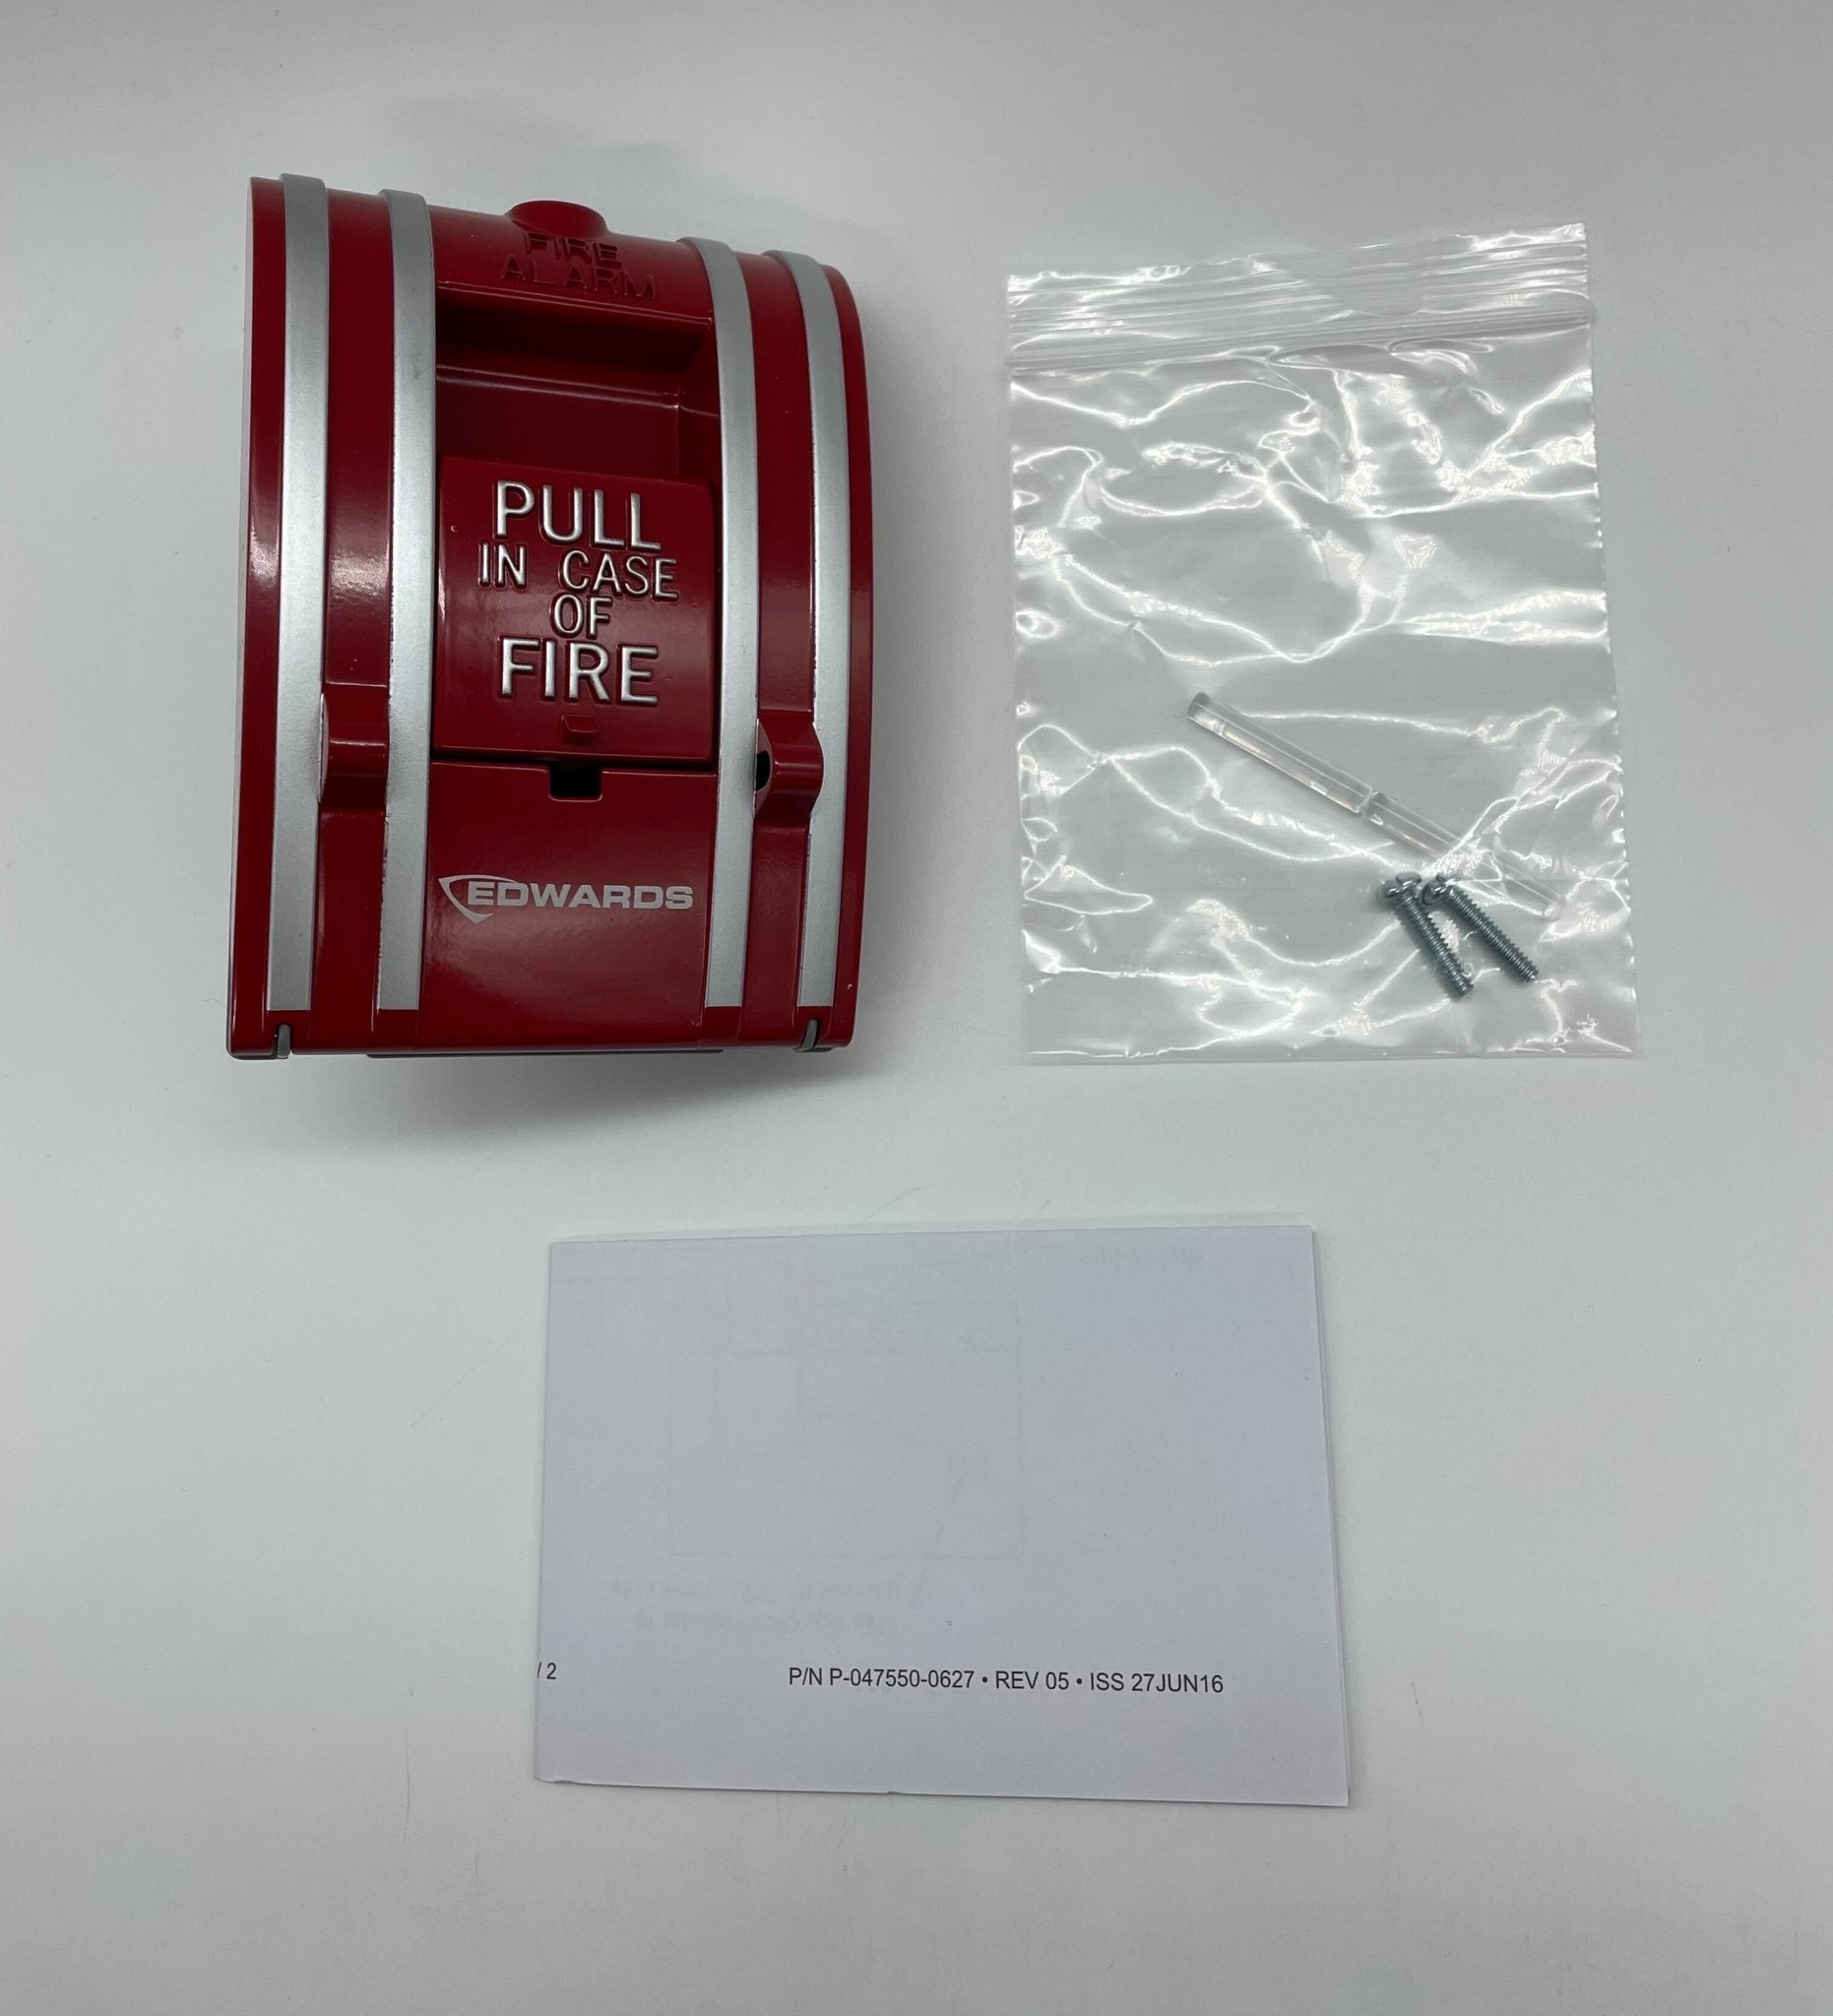 FIRE
ALARM
PULL
IN CASE
OF
FIRE
EDWARDS
/ 2
P/N P-047550-0627 • REV 05 • ISS 27JUN16